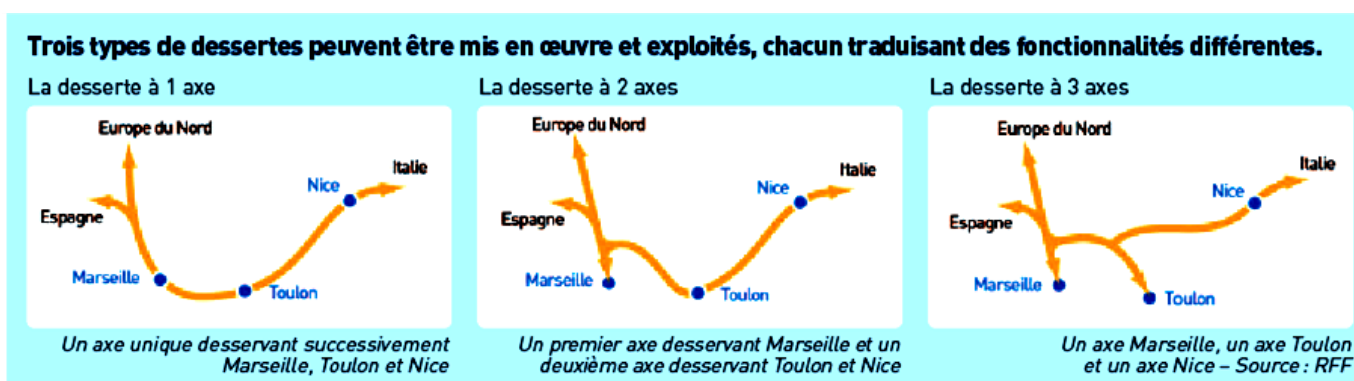 Trois types de dessertes peuvent être mis en œuvre et exploités, chacun traduisant des fonctionnalités différentes.
La desserte à 1 axe
Europe du Nord
Italie
Nice
Espagne
Marseille
Toulon
Un axe unique desservant successivement
Marseille, Toulon et Nice
La desserte à 2 axes
Europe du Nord
Italie
Nice
Espagne
Marseille
Toulon
Un premier axe desservant Marseille et un
deuxième axe desservant Toulon et Nice
La desserte à 3 axes
Europe du Nord
Italie
Nice
Espagne
Marseille
Toulon
Un axe Marseille, un axe Toulon
et un axe Nice – Source : RFF